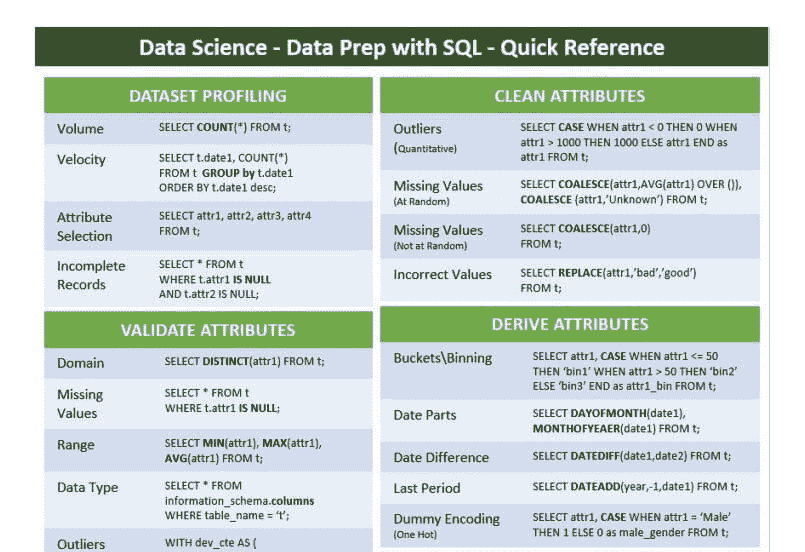 Data Science - Data Prep with SQL - Quick Reference
DATASET PROFILING
Volume
SELECT COUNT(*) FROM t;
Velocity
SELECT t.date1, COUNT(*)
FROM t GROUP by t.date1
ORDER BY t.date1 desc;
Attribute
Selection
SELECT attr1, attr2, attr3, attr4
FROM t;
Incomplete
Records
SELECT * FROM t
WHERE t.attr1 IS NULL
AND t.attr2 IS NULL;
VALIDATE ATTRIBUTES
Domain
SELECT DISTINCT(attr1) FROM t;
Missing
Values
SELECT * FROM t
WHERE t.attr1 IS NULL;
Range
SELECT MIN(attr1), MAX(attr1),
AVG(attr1) FROM t;
Data Type
SELECT * FROM
information_schema.columns
WHERE table_name = ‘t’;
Outliers
WITH dev_cte AS (
CLEAN ATTRIBUTES
Outliers
(Quantitative)
SELECT CASE WHEN attr1 < 0 THEN 0 WHEN
attr1 > 1000 THEN 1000 ELSE attr1 END as
attr1 FROM t;
Missing Values
(At Random)
SELECT COALESCE(attr1,AVG(attr1) OVER ()),
COALESCE (attr1,’Unknown’) FROM t;
Missing Values
(Not at Random)
SELECT COALESCE(attr1,0)
FROM t;
Incorrect Values
SELECT REPLACE(attr1,’bad’,’good’)
FROM t;
DERIVE ATTRIBUTES
Buckets\Binning
SELECT attr1, CASE WHEN attr1 <= 50
THEN ‘bin1’ WHEN attr1 > 50 THEN ‘bin2’
ELSE ‘bin3’ END as attr1_bin FROM t;
Date Parts
SELECT DAYOFMONTH(date1),
MONTHOFYEAER(date1) FROM t;
Date Difference
SELECT DATEDIFF(date1,date2) FROM t;
Last Period
SELECT DATEADD(year,-1,date1) FROM t;
Dummy Encoding
(One Hot)
SELECT attr1, CASE WHEN attr1 = ‘Male’
THEN 1 ELSE 0 as male_gender FROM t;